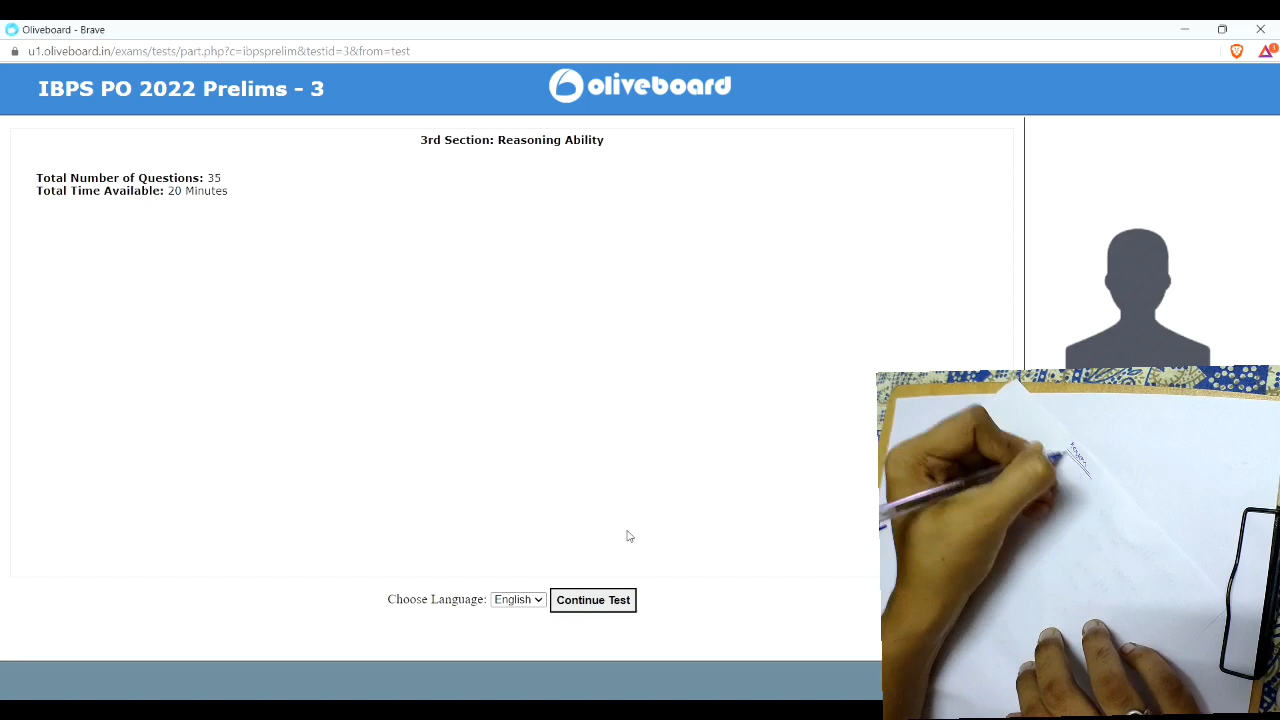 Oliveboard - Brave
u1.oliveboard.in/exams/tests/part.php?c=ibpsprelim&testid=3&from=test
IBPS PO 2022 Prelims - 3
oliveboard
3rd Section: Reasoning Ability
Total Number of Questions: 35
Total Time Available: 20 Minutes
Choose Language: English Continue Test